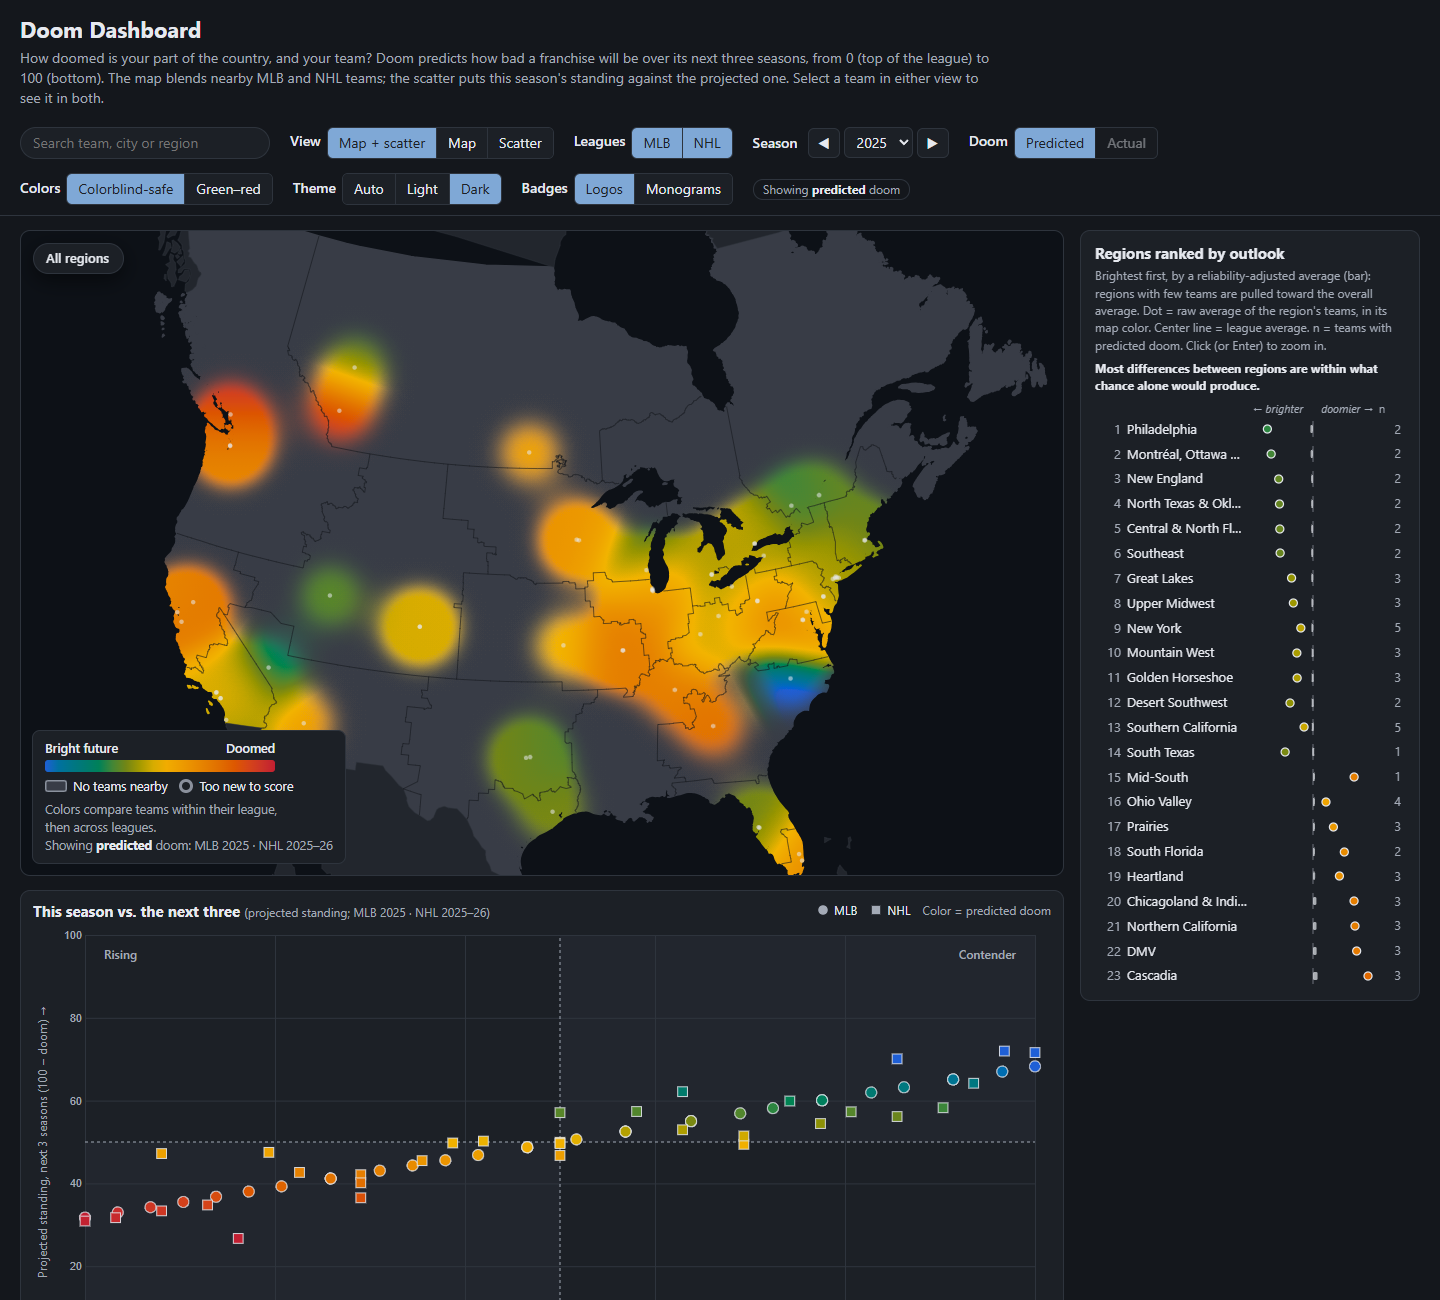 Doom Dashboard
How doomed is your part of the country, and your team? Doom predicts how bad a franchise will be over its next three seasons, from 0 (top of the league) to
100 (bottom). The map blends nearby MLB and NHL teams; the scatter puts this season's standing against the projected one. Select a team in either view to
see it in both.
Search team, city or region
View
Map + scatter
Map
Scatter
Leagues
MLB
NHL
Season
◀
2025
▶
Doom
Predicted
Actual
Colors
Colorblind-safe
Green–red
Theme
Auto
Light
Dark
Badges
Logos
Monograms
Showing predicted doom
All regions
Bright future
Doomed
No teams nearby
Too new to score
Colors compare teams within their league,
then across leagues.
Showing predicted doom: MLB 2025 · NHL 2025–26
Regions ranked by outlook
Brightest first, by a reliability-adjusted average (bar):
regions with few teams are pulled toward the overall
average. Dot = raw average of the region's teams, in its
map color. Center line = league average. n = teams with
predicted doom. Click (or Enter) to zoom in.
Most differences between regions are within what
chance alone would produce.
← brighter doomier → n
1 Philadelphia 2
2 Montréal, Ottawa ... 2
3 New England 2
4 North Texas & Okl... 2
5 Central & North Fl... 2
6 Southeast 2
7 Great Lakes 3
8 Upper Midwest 3
9 New York 5
10 Mountain West 3
11 Golden Horseshoe 3
12 Desert Southwest 2
13 Southern California 5
14 South Texas 1
15 Mid-South 1
16 Ohio Valley 4
17 Prairies 3
18 South Florida 2
19 Heartland 3
20 Chicagoland & Indi... 3
21 Northern California 3
22 DMV 3
23 Cascadia 3
This season vs. the next three (projected standing; MLB 2025 · NHL 2025–26)
MLB
NHL
Color = predicted doom
Rising
Contender
100
80
60
40
20
Projected standing, next 3 seasons (100 − doom) →